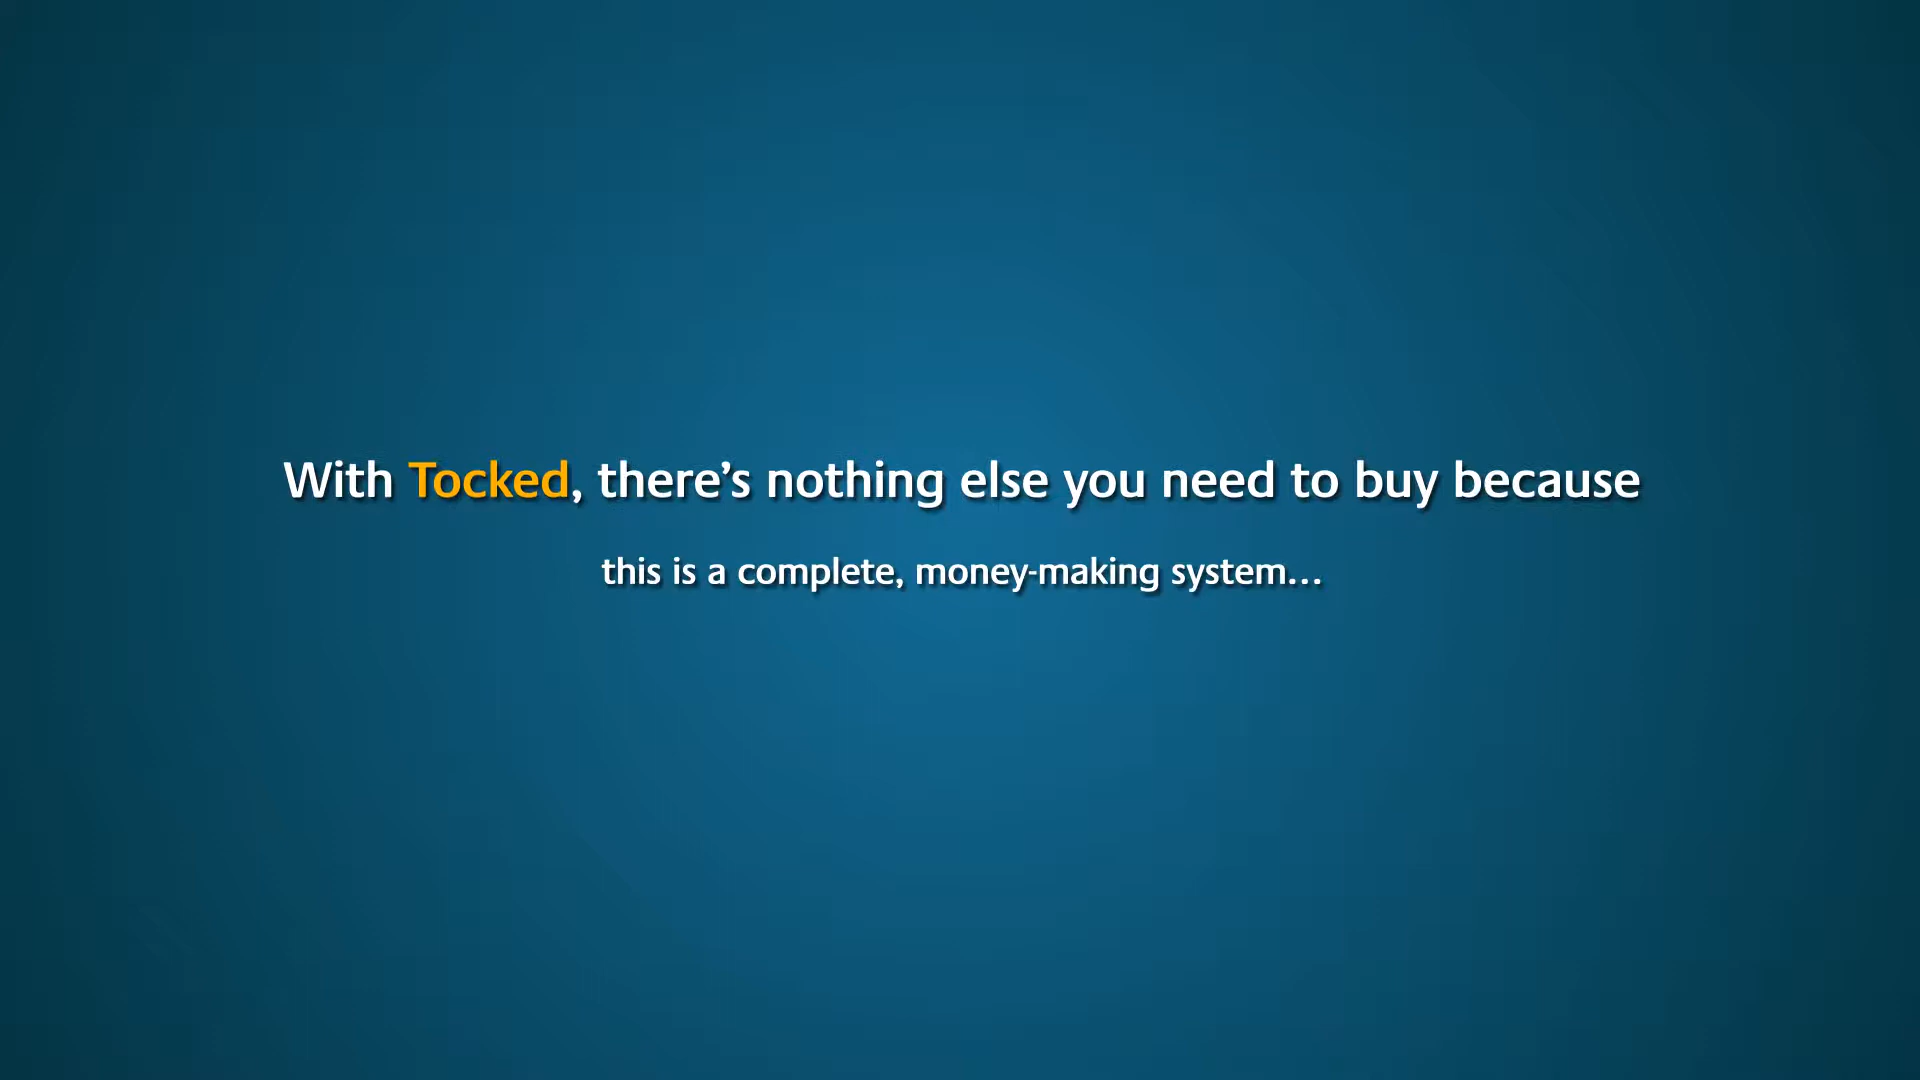 With Tocked, there’s nothing else you need to buy because
this is a complete, money-making system...